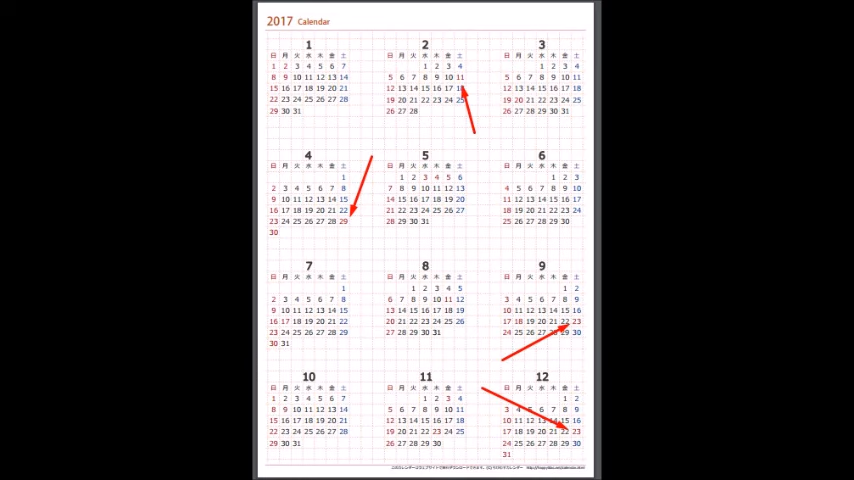 2017 Calendar
1
日 月 火 水 木 金 土
1 2 3 4 5 6 7
8 9 10 11 12 13 14
15 16 17 18 19 20 21
22 23 24 25 26 27 28
29 30 31
2
日 月 火 水 木 金 土
1 2 3 4
5 6 7 8 9 10 11
12 13 14 15 16 17 18
19 20 21 22 23 24 25
26 27 28
3
日 月 火 水 木 金 土
1 2 3 4
5 6 7 8 9 10 11
12 13 14 15 16 17 18
19 20 21 22 23 24 25
26 27 28 29 30 31
4
日 月 火 水 木 金 土
1
2 3 4 5 6 7 8
9 10 11 12 13 14 15
16 17 18 19 20 21 22
23 24 25 26 27 28 29
30
5
日 月 火 水 木 金 土
1 2 3 4 5 6
7 8 9 10 11 12 13
14 15 16 17 18 19 20
21 22 23 24 25 26 27
28 29 30 31
6
日 月 火 水 木 金 土
1 2 3
4 5 6 7 8 9 10
11 12 13 14 15 16 17
18 19 20 21 22 23 24
25 26 27 28 29 30
7
日 月 火 水 木 金 土
1
2 3 4 5 6 7 8
9 10 11 12 13 14 15
16 17 18 19 20 21 22
23 24 25 26 27 28 29
30 31
8
日 月 火 水 木 金 土
1 2 3 4 5
6 7 8 9 10 11 12
13 14 15 16 17 18 19
20 21 22 23 24 25 26
27 28 29 30 31
9
日 月 火 水 木 金 土
1 2
3 4 5 6 7 8 9
10 11 12 13 14 15 16
17 18 19 20 21 22 23
24 25 26 27 28 29 30
10
日 月 火 水 木 金 土
1 2 3 4 5 6 7
8 9 10 11 12 13 14
15 16 17 18 19 20 21
22 23 24 25 26 27 28
29 30 31
11
日 月 火 水 木 金 土
1 2 3 4
5 6 7 8 9 10 11
12 13 14 15 16 17 18
19 20 21 22 23 24 25
26 27 28 29 30
12
日 月 火 水 木 金 土
1 2
3 4 5 6 7 8 9
10 11 12 13 14 15 16
17 18 19 20 21 22 23
24 25 26 27 28 29 30
31